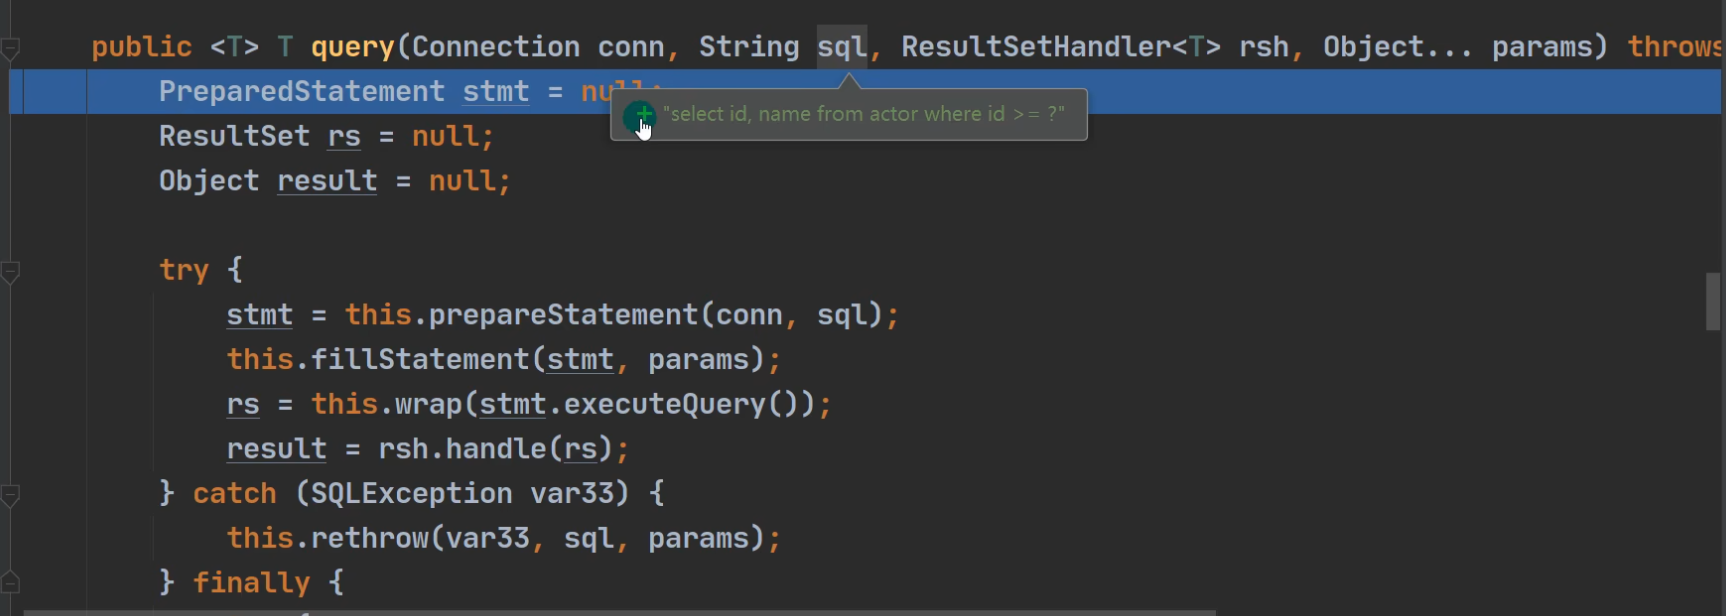 public <T> T query(Connection conn, String sql, ResultSetHandler<T> rsh, Object... params) throws
PreparedStatement stmt = null;
"select id, name from actor where id >= ?"
ResultSet rs = null;
Object result = null;
try {
stmt = this.prepareStatement(conn, sql);
this.fillStatement(stmt, params);
rs = this.wrap(stmt.executeQuery());
result = rsh.handle(rs);
} catch (SQLException var33) {
this.rethrow(var33, sql, params);
} finally {